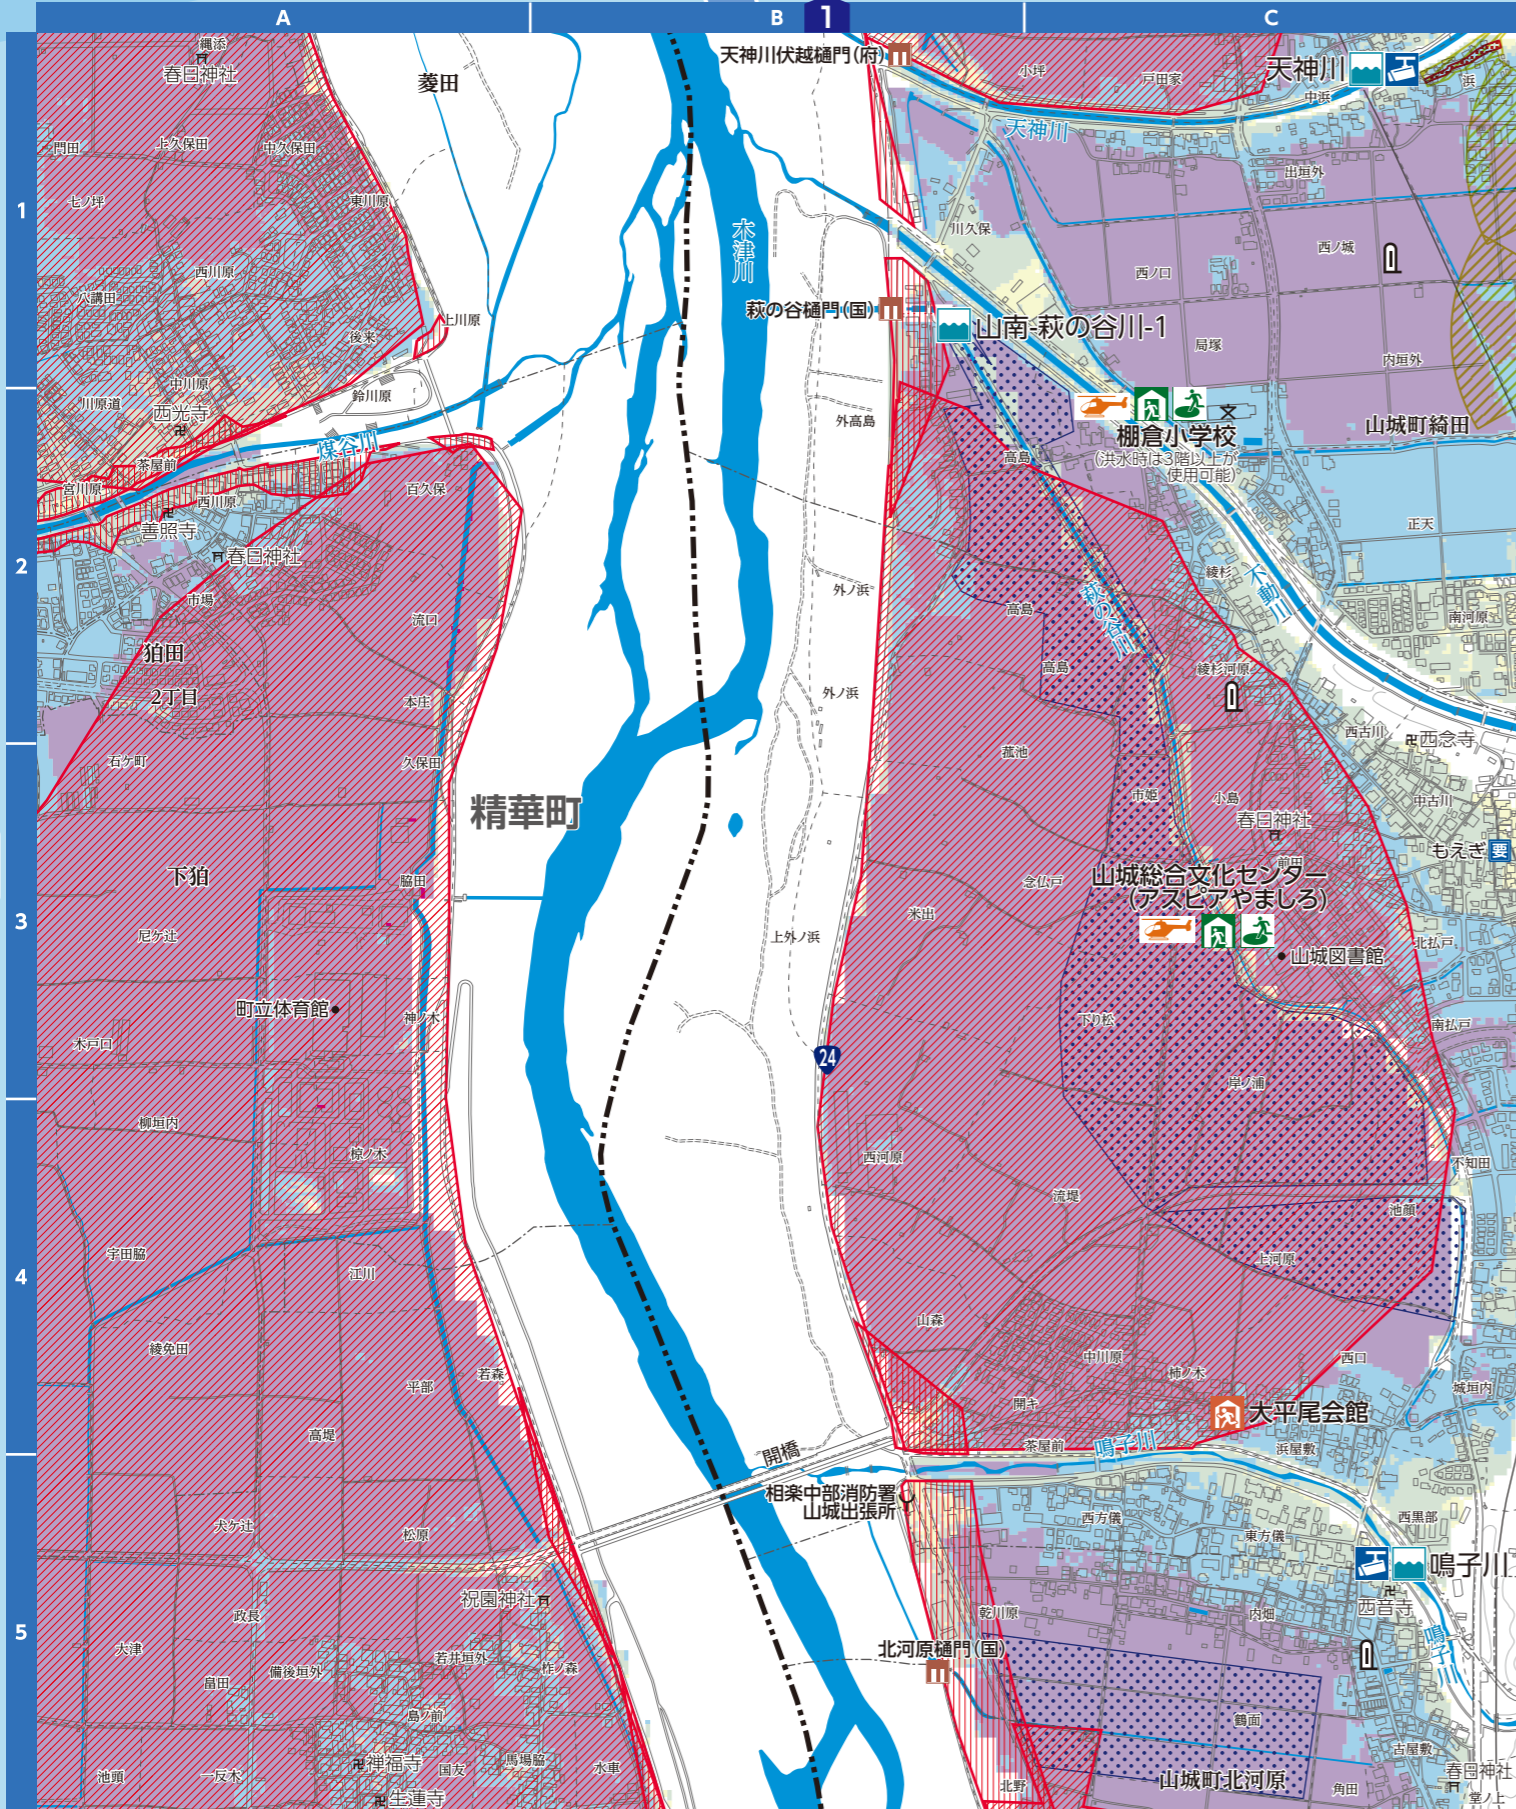 A
B
1
C
1
2
3
4
5
縄添
春日神社
菱田
門田
上久保田
中久保田
七ノ坪
東川原
西川原
八講田
上川原
後来
中川原
鈴川原
川原道
西光寺
煤谷川
茶屋前
宮川原
西川原
百久保
善照寺
春日神社
市場
流口
狛田
2丁目
本庄
石ケ町
久保田
精華町
下狛
脇田
尼ケ辻
町立体育館
神ノ木
木戸口
柳垣内
椋ノ木
宇田脇
江川
綾免田
平部
若森
高堤
犬ケ辻
松原
祝園神社
政長
大津
備後垣外
若井垣外
柞ノ森
畠田
島ノ前
禅福寺
国友
馬場脇
水車
池頭
一反木
生蓮寺
天神川伏越樋門(府)
小坪
戸田家
天神川
中浜
浜
天神川
木津川
出垣外
川久保
西ノ城
西ノ口
萩の谷樋門(国)
山南-萩の谷川-1
局塚
内垣外
外高島
棚倉小学校
(洪水時は3階以上が
使用可能)
山城町綺田
高島
正天
外ノ浜
高島
萩の谷川
綾杉
不動川
南河原
高島
綾杉河原
外ノ浜
西古川
西念寺
菰池
市姫
小島
中古川
春日神社
もえぎ
要
前田
山城総合文化センター
(アスピアやましろ)
念仏戸
米出
上外ノ浜
北払戸
山城図書館
24
下り松
南払戸
岸ノ浦
西河原
不知田
流堤
池顔
上河原
山森
中川原
柿ノ木
西口
城垣内
開キ
大平尾会館
茶屋前
鳴子川
浜屋敷
開橋
相楽中部消防署
山城出張所
西方儀
東方儀
西黒部
鳴子川
西音寺
乾川原
内畑
北河原樋門(国)
鳴子川
鶴面
古屋敷
北野
山城町北河原
角田
春日神社
堂ノ上